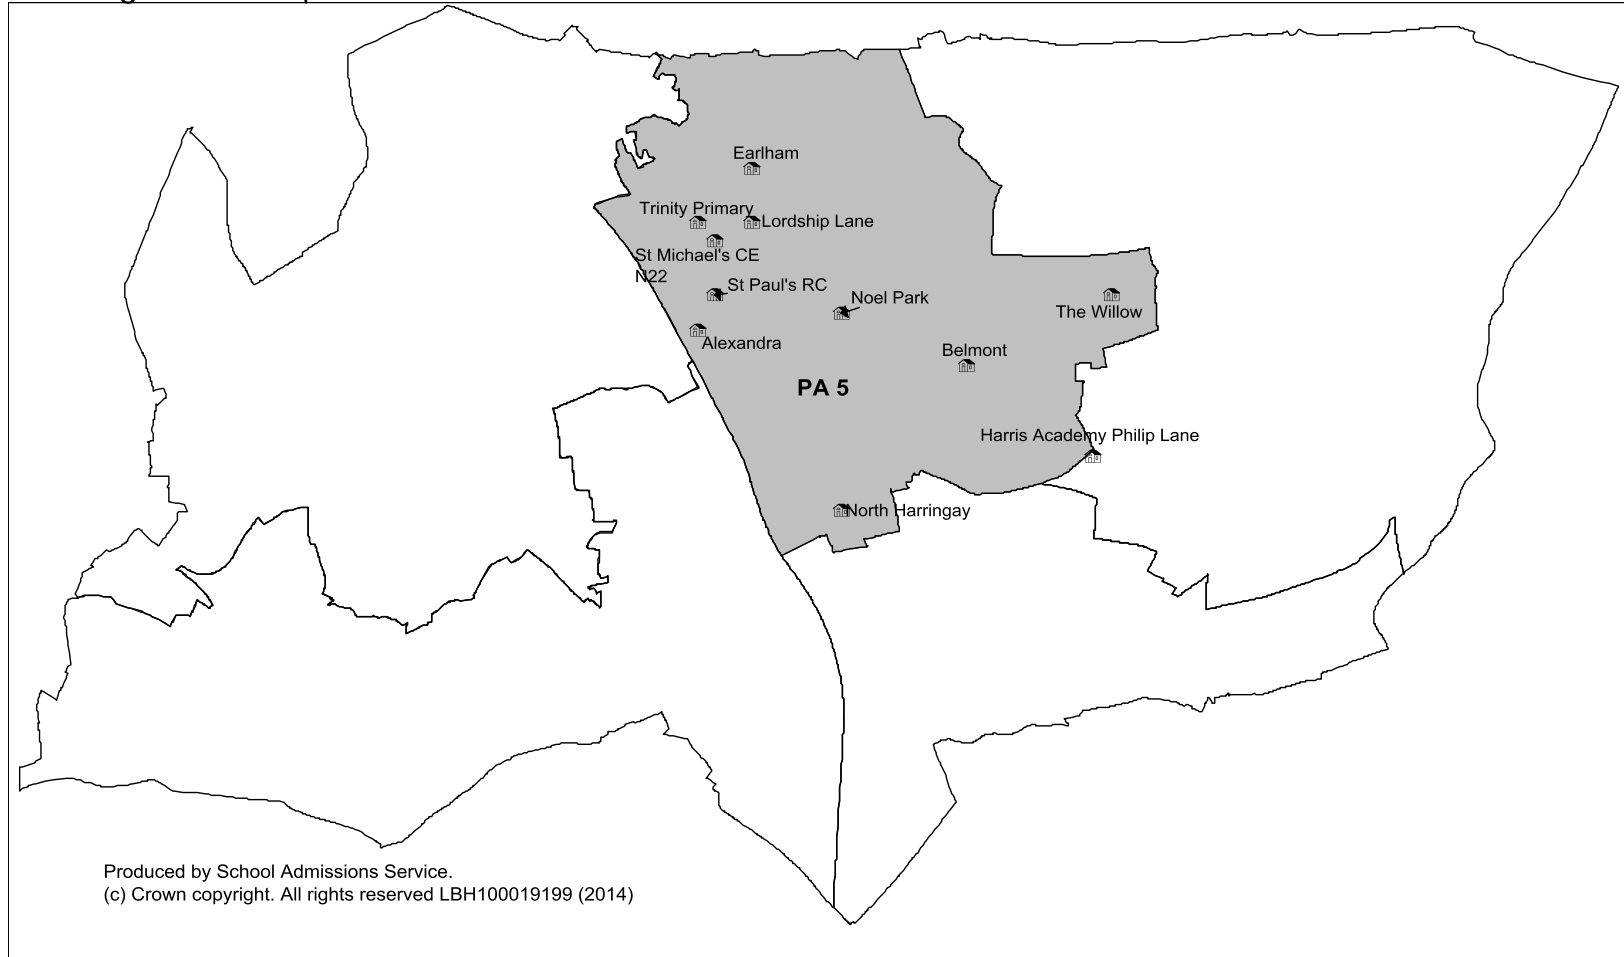 Earlham
Trinity Primary
Lordship Lane
St Michael's CE
N22
St Paul's RC
Noel Park
The Willow
Alexandra
Belmont
PA 5
Harris Academy Philip Lane
North Harringay
Produced by School Admissions Service.
(c) Crown copyright. All rights reserved LBH100019199 (2014)